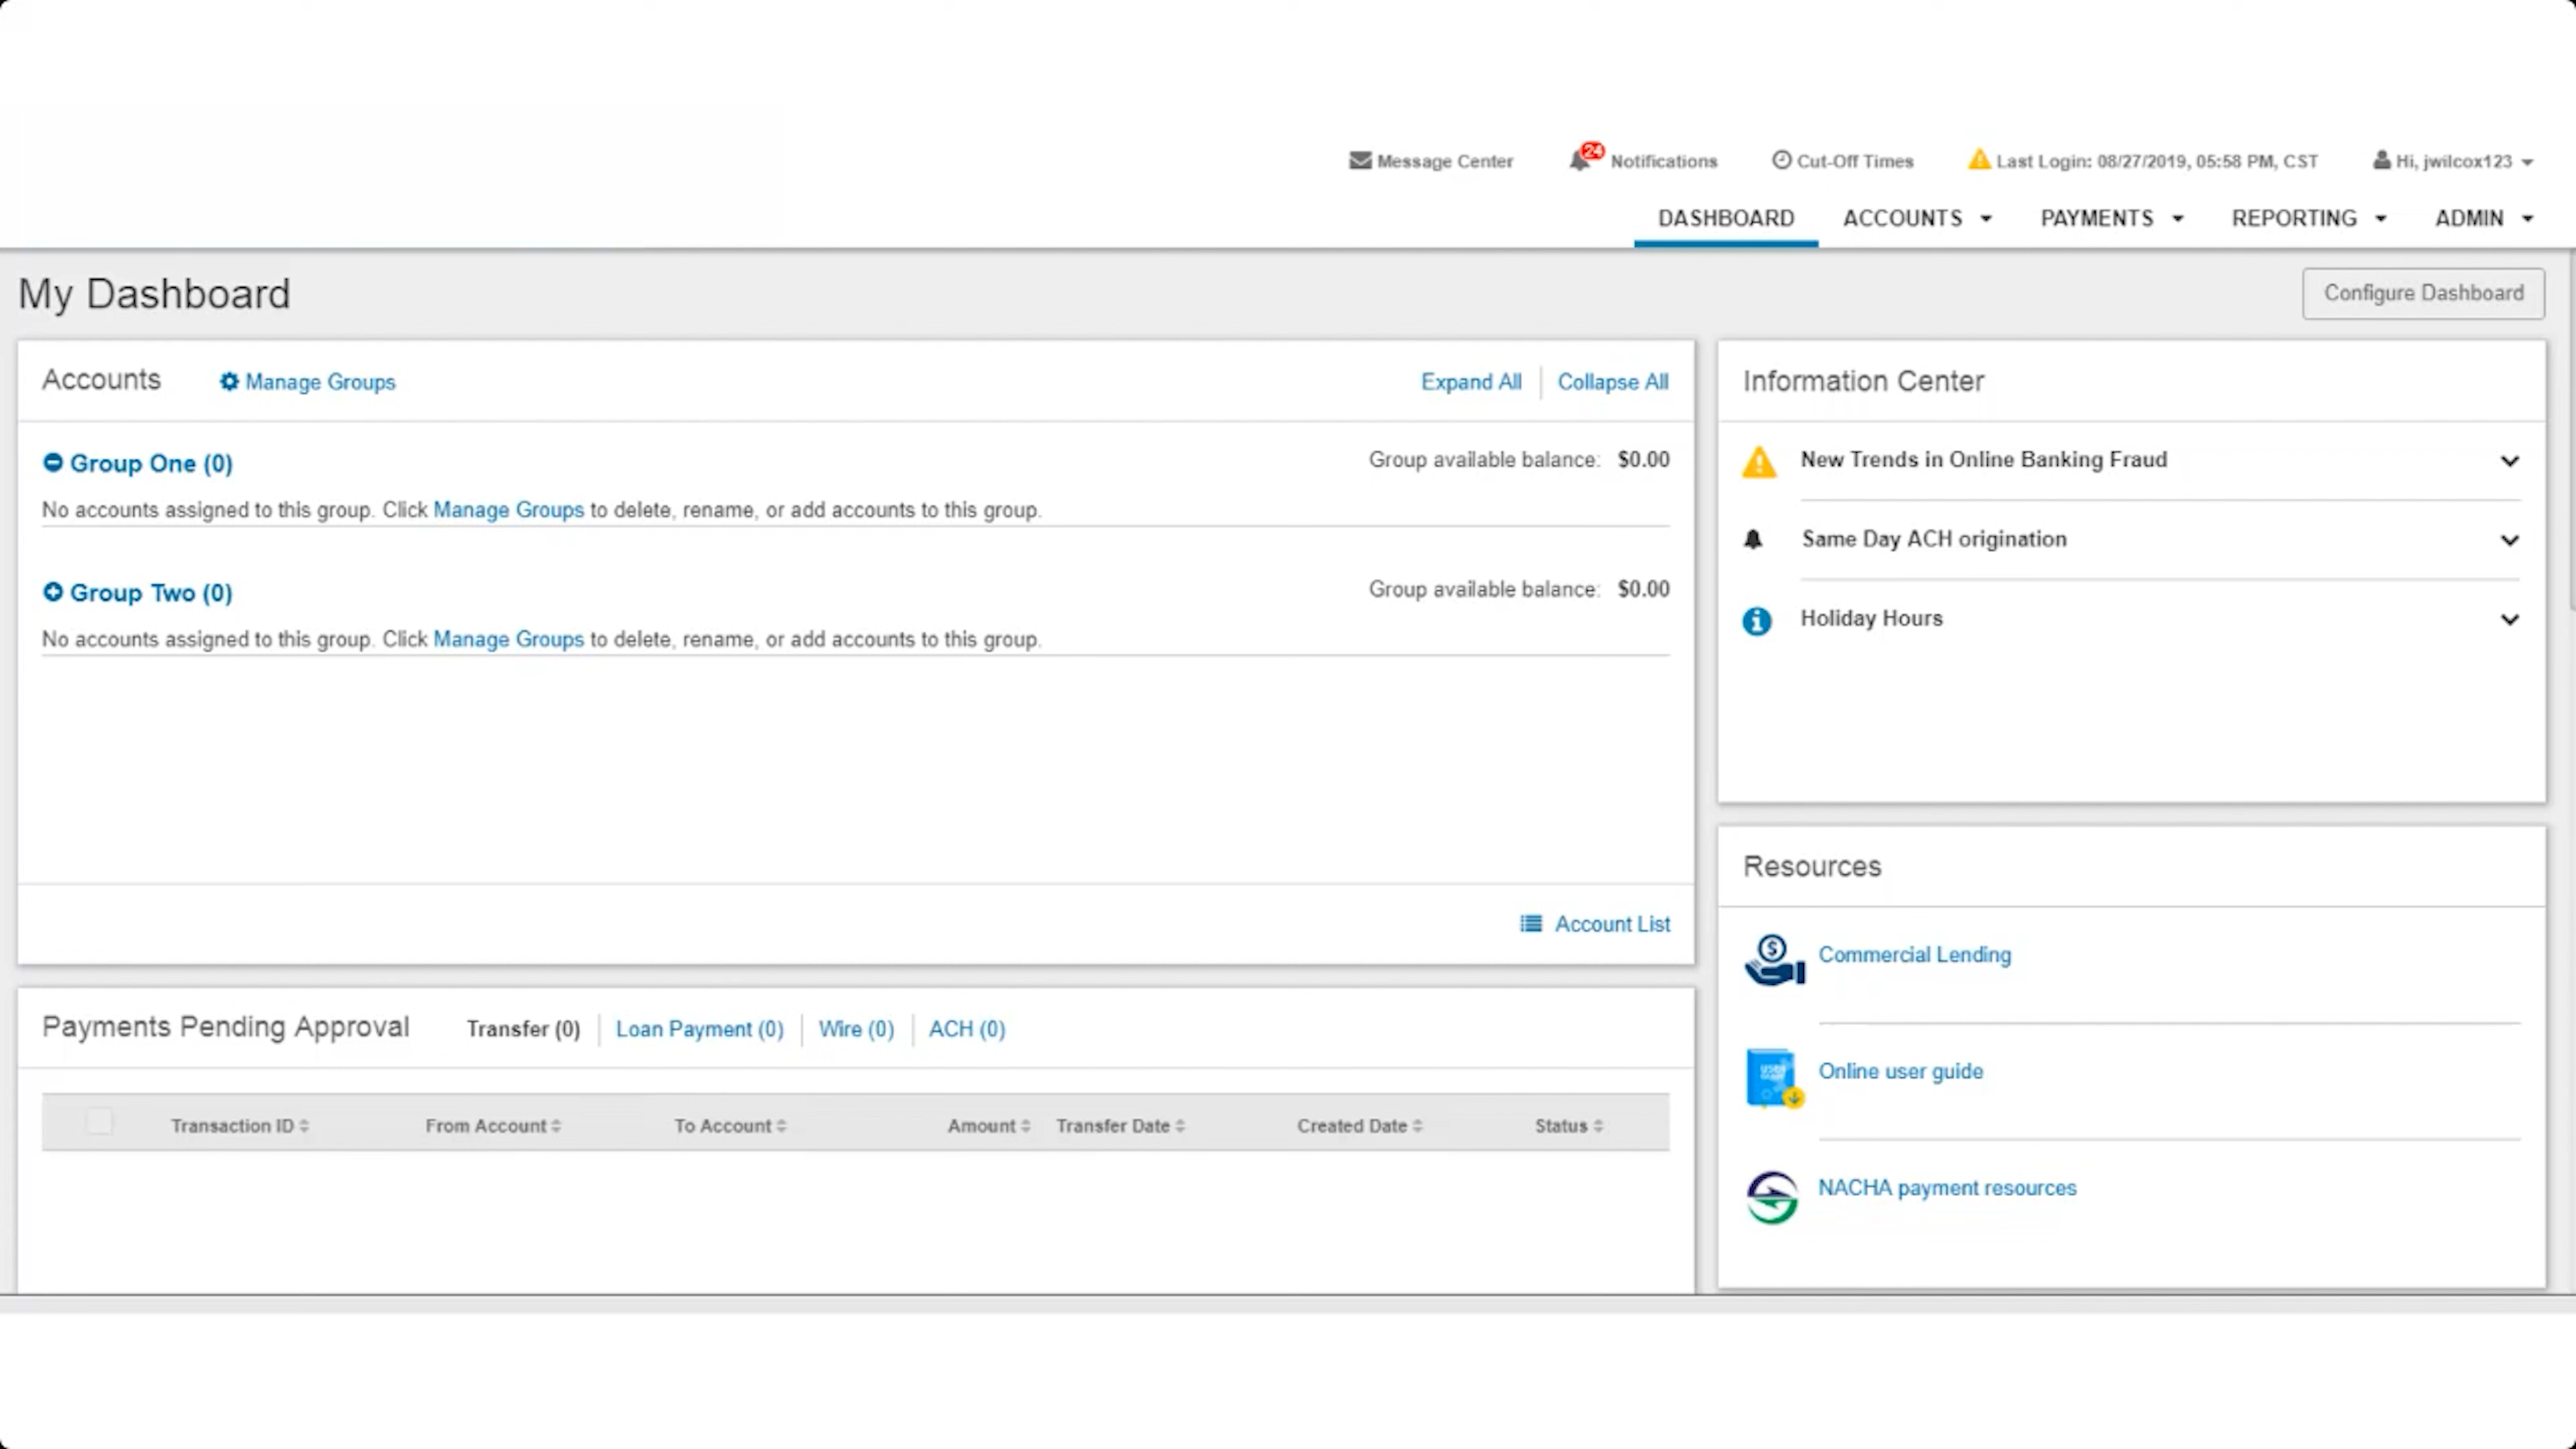 Message Center 24 Notifications Cut-Off Times Last Login: 08/27/2019, 05:58 PM, CST Hi, jwilcox123
DASHBOARD ACCOUNTS PAYMENTS REPORTING ADMIN
My Dashboard
Configure Dashboard
Accounts Manage Groups Expand All Collapse All
Group One (0) Group available balance: $0.00
No accounts assigned to this group. Click Manage Groups to delete, rename, or add accounts to this group.
Group Two (0) Group available balance: $0.00
No accounts assigned to this group. Click Manage Groups to delete, rename, or add accounts to this group.
Account List
Payments Pending Approval Transfer (0) Loan Payment (0) Wire (0) ACH (0)
Transaction ID From Account To Account Amount Transfer Date Created Date Status
Information Center
New Trends in Online Banking Fraud
Same Day ACH origination
Holiday Hours
Resources
Commercial Lending
Online user guide
NACHA payment resources